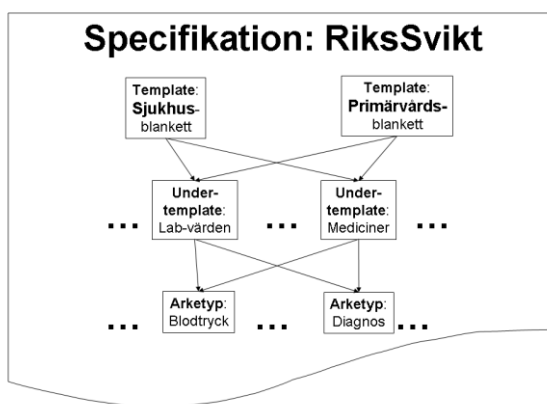 Specifikation: RiksSvikt
Template:
Sjukhus-
blankett
Template:
Primärvårds-
blankett
... Under-
template:
Lab-värden
...
Under-
template:
Mediciner
...
... Arketyp:
Blodtryck
...
Arketyp:
Diagnos
...